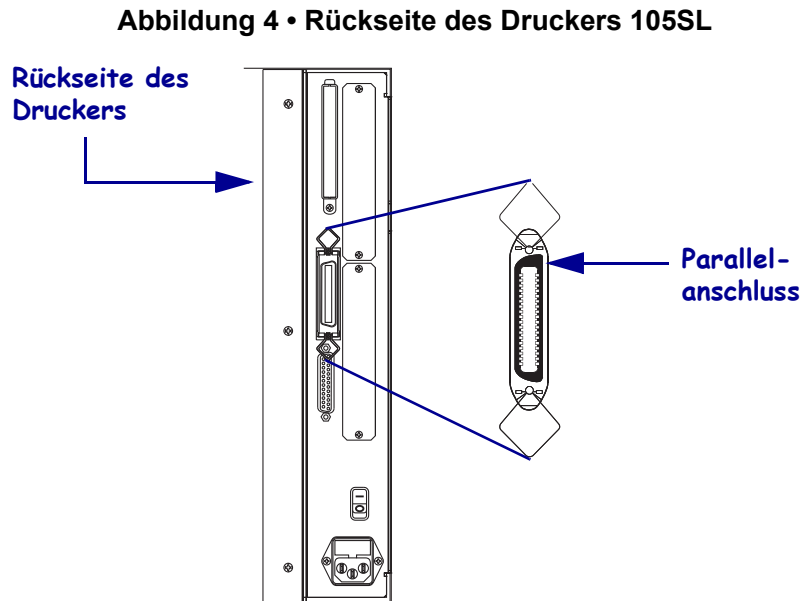 Abbildung 4 • Rückseite des Druckers 105SL
Rückseite des
Druckers
Parallel-
anschluss